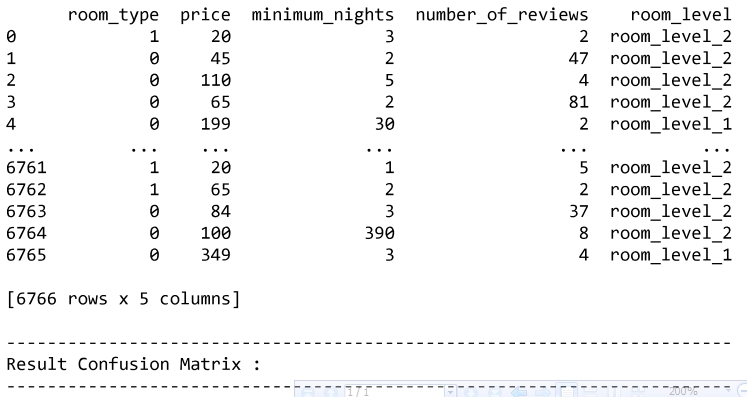 room_type price minimum_nights number_of_reviews room_level
0 1 20 3 2 room_level_2
1 0 45 2 47 room_level_2
2 0 110 5 4 room_level_2
3 0 65 2 81 room_level_2
4 0 199 30 2 room_level_1
... ... ... ... ... ...
6761 1 20 1 5 room_level_2
6762 1 65 2 2 room_level_2
6763 0 84 3 37 room_level_2
6764 0 100 390 8 room_level_2
6765 0 349 3 4 room_level_1
[6766 rows x 5 columns]
----------------------------------------------------------------------
Result Confusion Matrix :
----------------------------------------------------------------------
1 / 1 200%